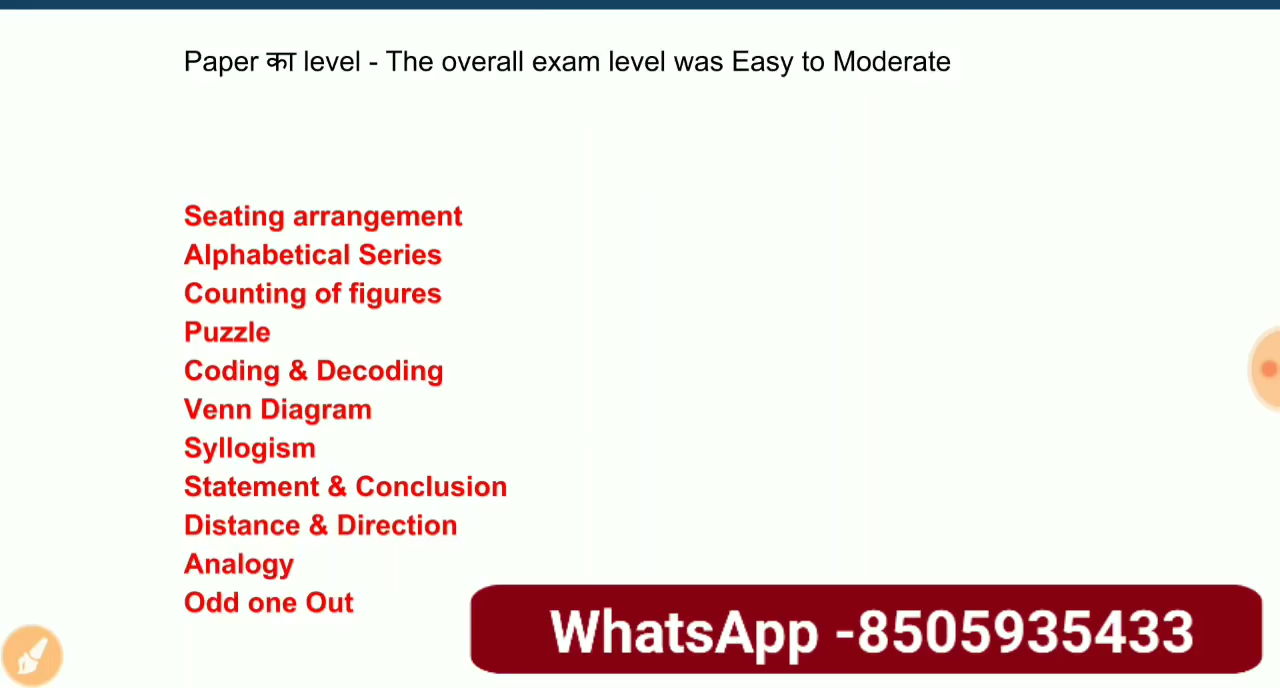 Paper का level - The overall exam level was Easy to Moderate
Seating arrangement
Alphabetical Series
Counting of figures
Puzzle
Coding & Decoding
Venn Diagram
Syllogism
Statement & Conclusion
Distance & Direction
Analogy
Odd one Out
WhatsApp -8505935433